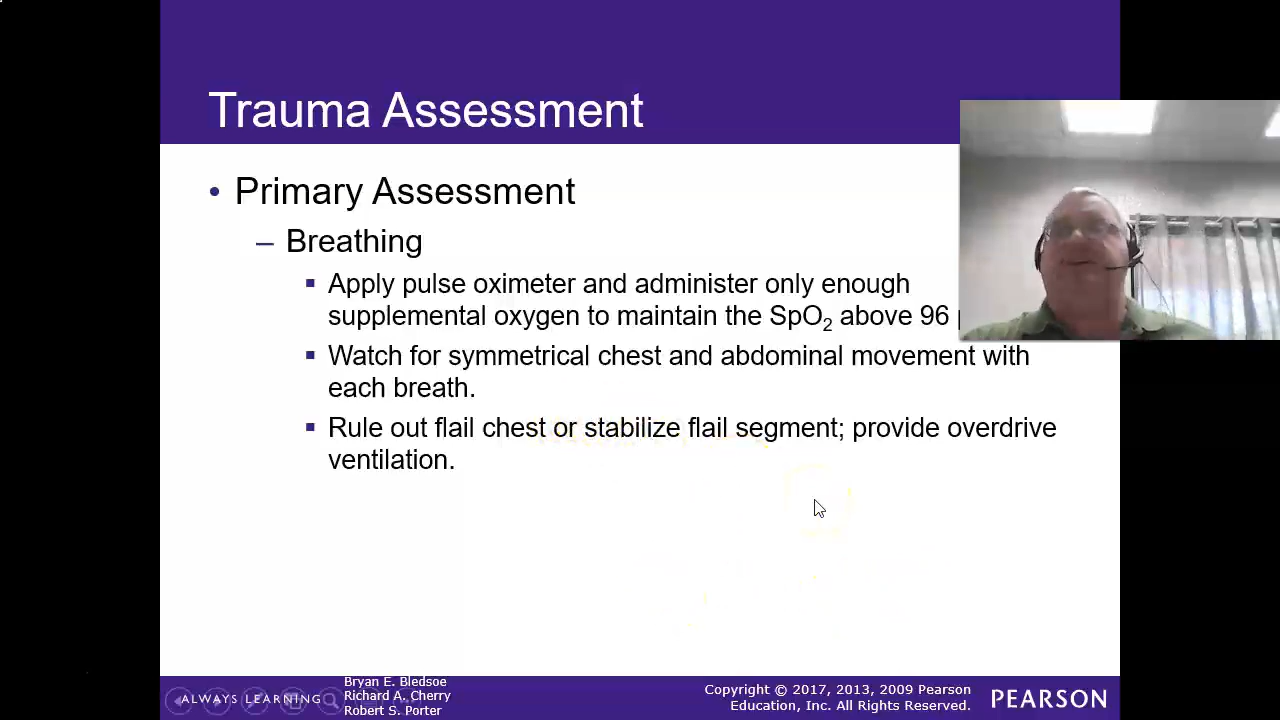 Trauma Assessment
• Primary Assessment
– Breathing
▪ Apply pulse oximeter and administer only enough
supplemental oxygen to maintain the SpO₂ above 96
▪ Watch for symmetrical chest and abdominal movement with
each breath.
▪ Rule out flail chest or stabilize flail segment; provide overdrive
ventilation.
ALWAYS LEARNING
Bryan E. Bledsoe
Richard A. Cherry
Robert S. Porter
Copyright © 2017, 2013, 2009 Pearson
Education, Inc. All Rights Reserved.
PEARSON